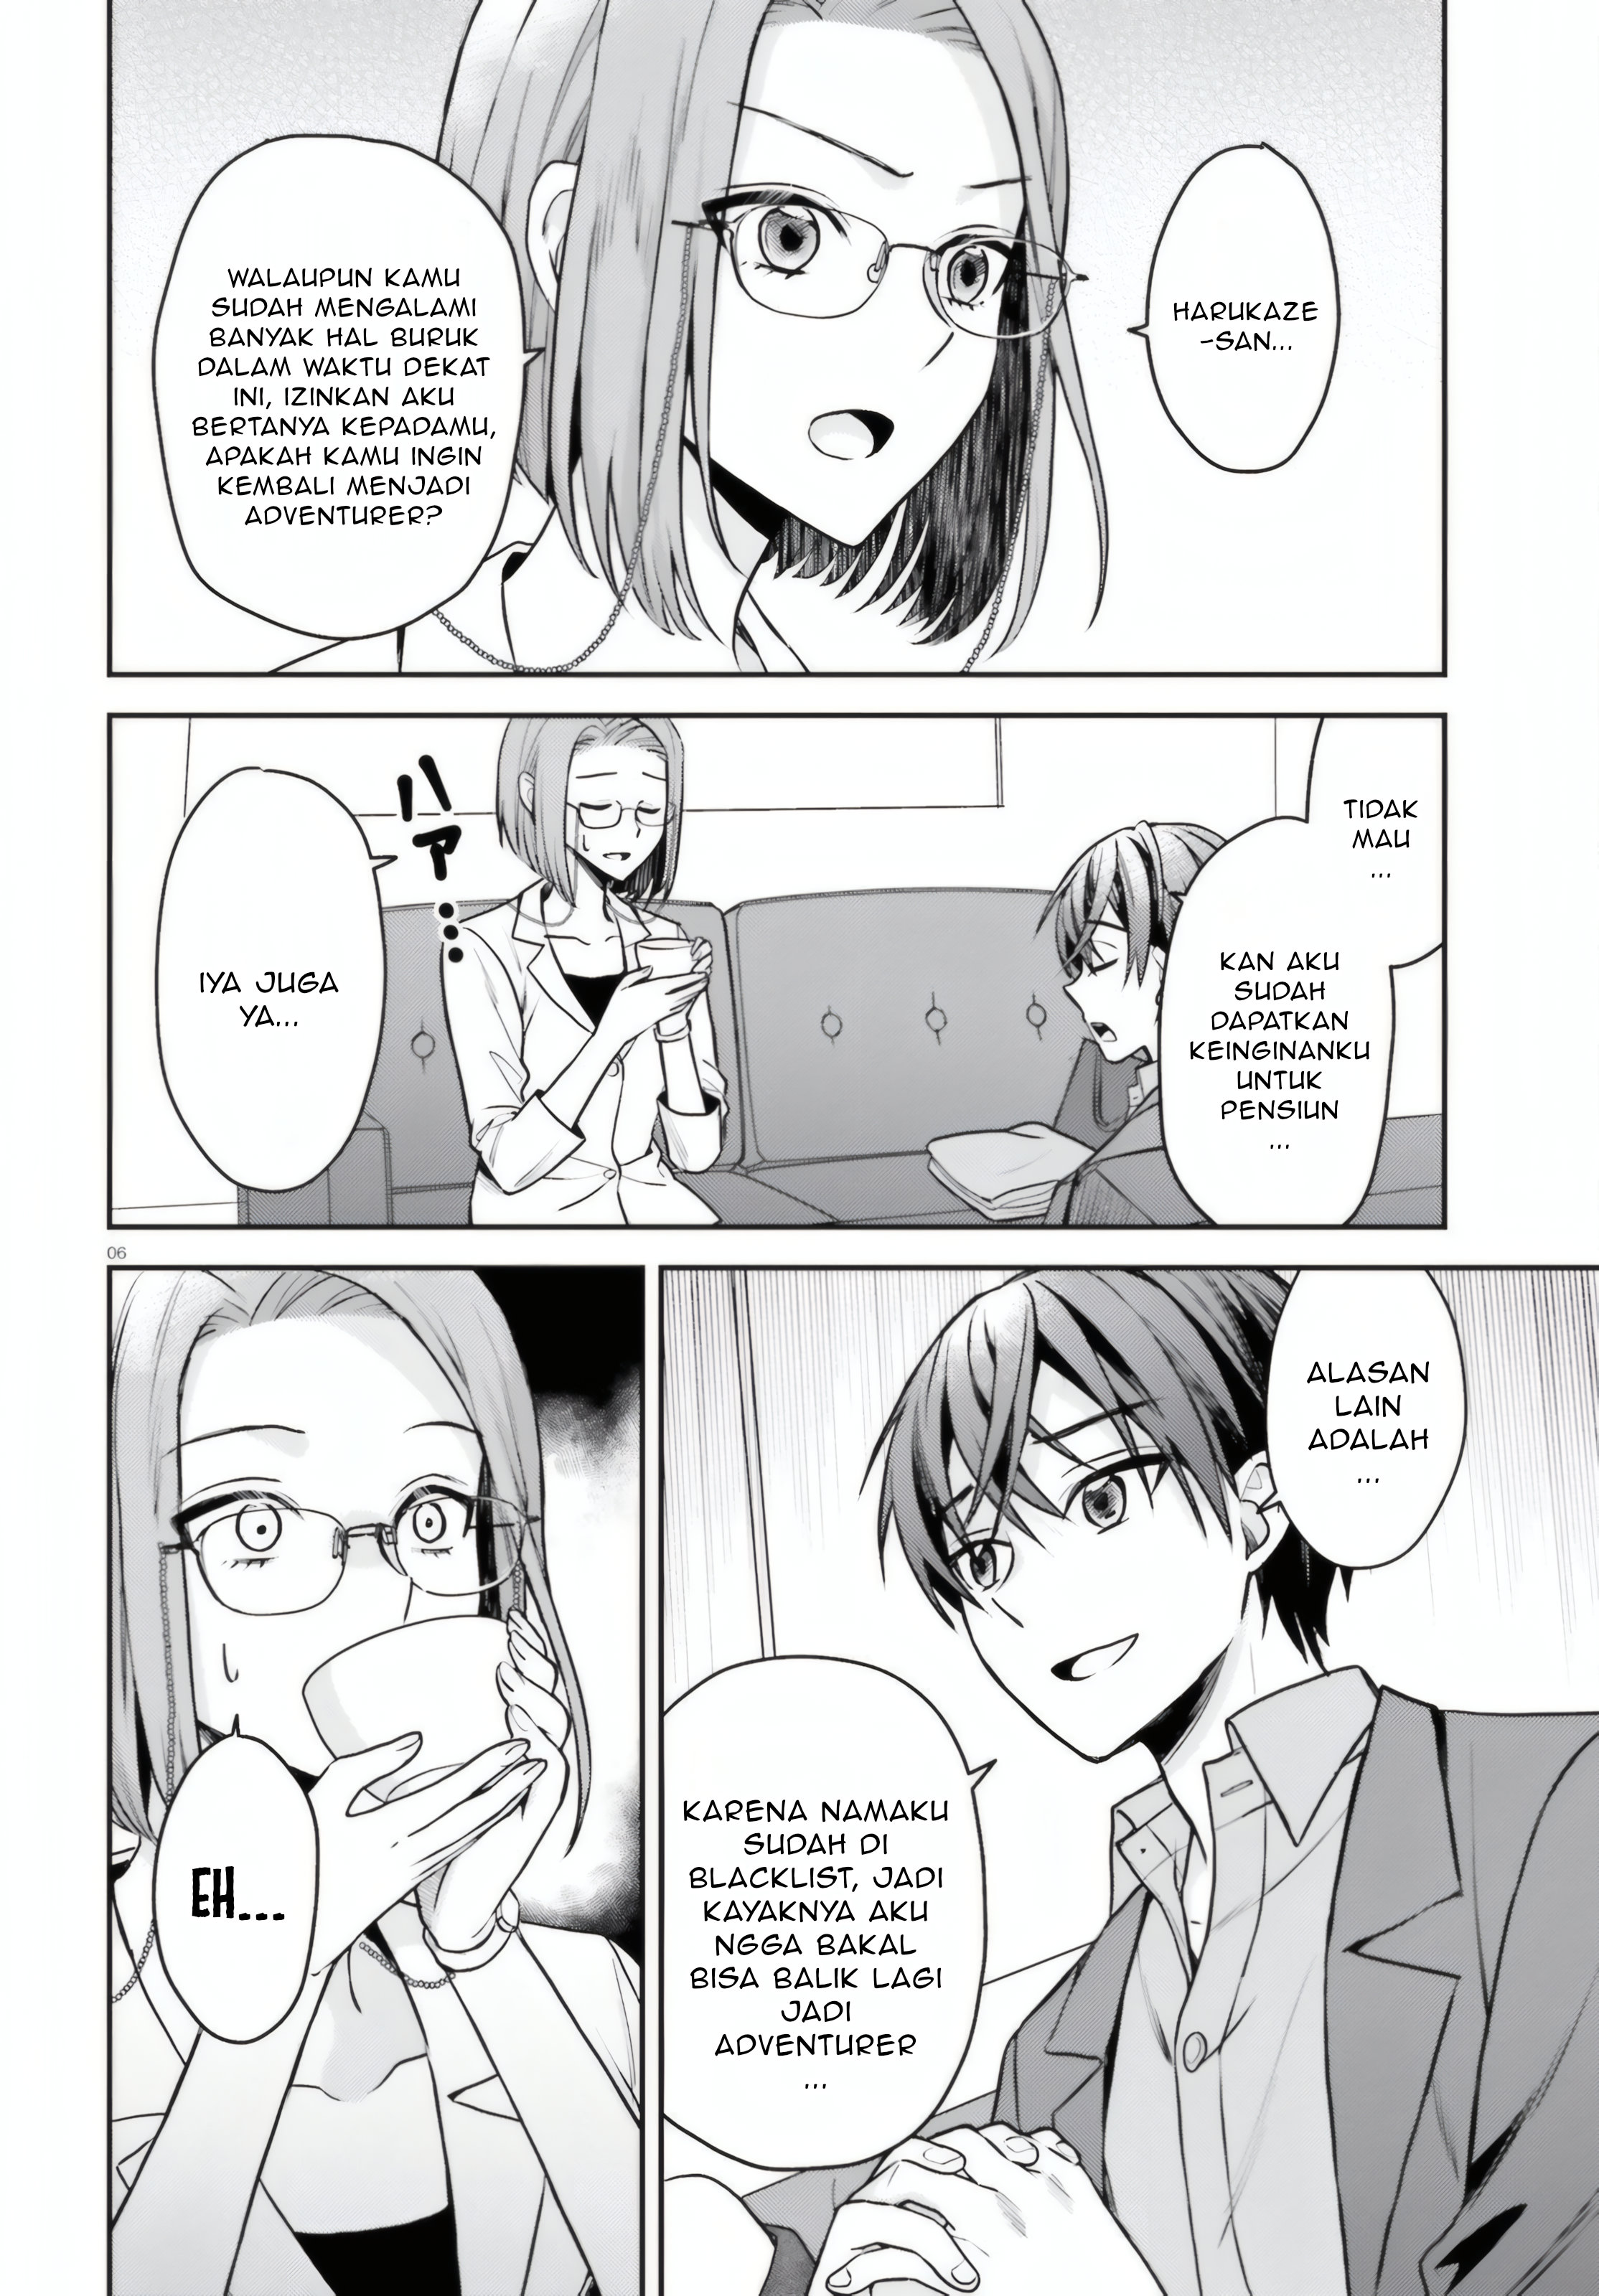 HARUKAZE
-SAN...
WALAUPUN KAMU
SUDAH MENGALAMI
BANYAK HAL BURUK
DALAM WAKTU DEKAT
INI, IZINKAN AKU
BERTANYA KEPADAMU,
APAKAH KAMU INGIN
KEMBALI MENJADI
ADVENTURER?
TIDAK
MAU
...
KAN AKU
SUDAH
DAPATKAN
KEINGINANKU
UNTUK
PENSIUN
...
ハァ...
IYA JUGA
YA...
06
ALASAN
LAIN
ADALAH
...
KARENA NAMAKU
SUDAH DI
BLACKLIST, JADI
KAYAKNYA AKU
NGGA BAKAL
BISA BALIK LAGI
JADI
ADVENTURER
...
EH...